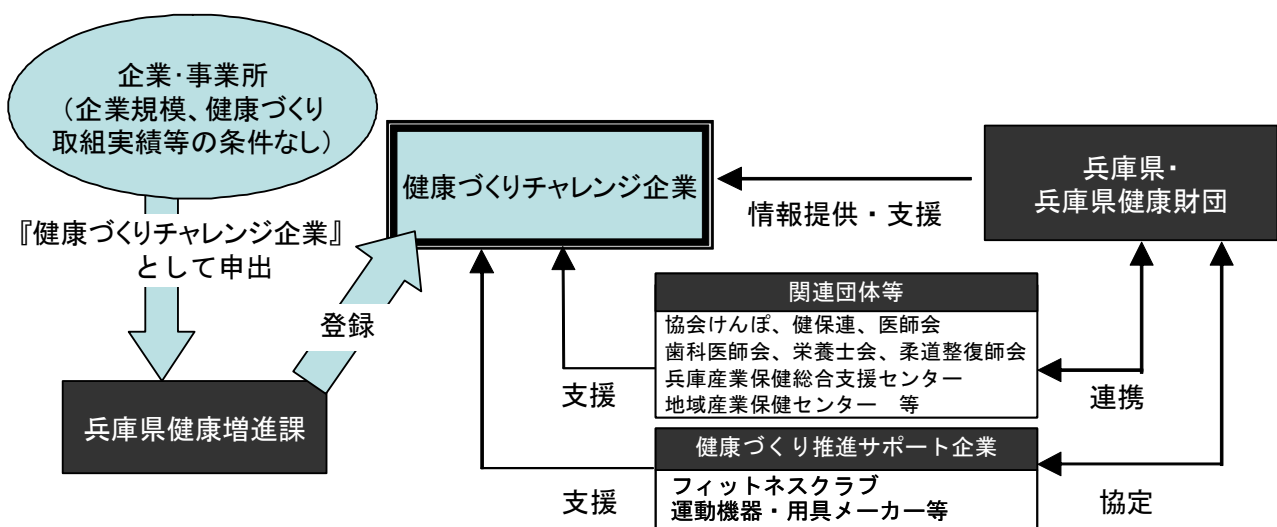 企業･事業所
（企業規模、健康づくり
取組実績等の条件なし）
『健康づくりチャレンジ企業』
として申出
兵庫県健康増進課
登録
健康づくりチャレンジ企業
情報提供・支援
兵庫県・
兵庫県健康財団
関連団体等
協会けんぽ、健保連、医師会
歯科医師会、栄養士会、柔道整復師会
兵庫産業保健総合支援センター
地域産業保健センター　等
支援
連携
健康づくり推進サポート企業
フィットネスクラブ
運動機器・用具メーカー等
支援
協定